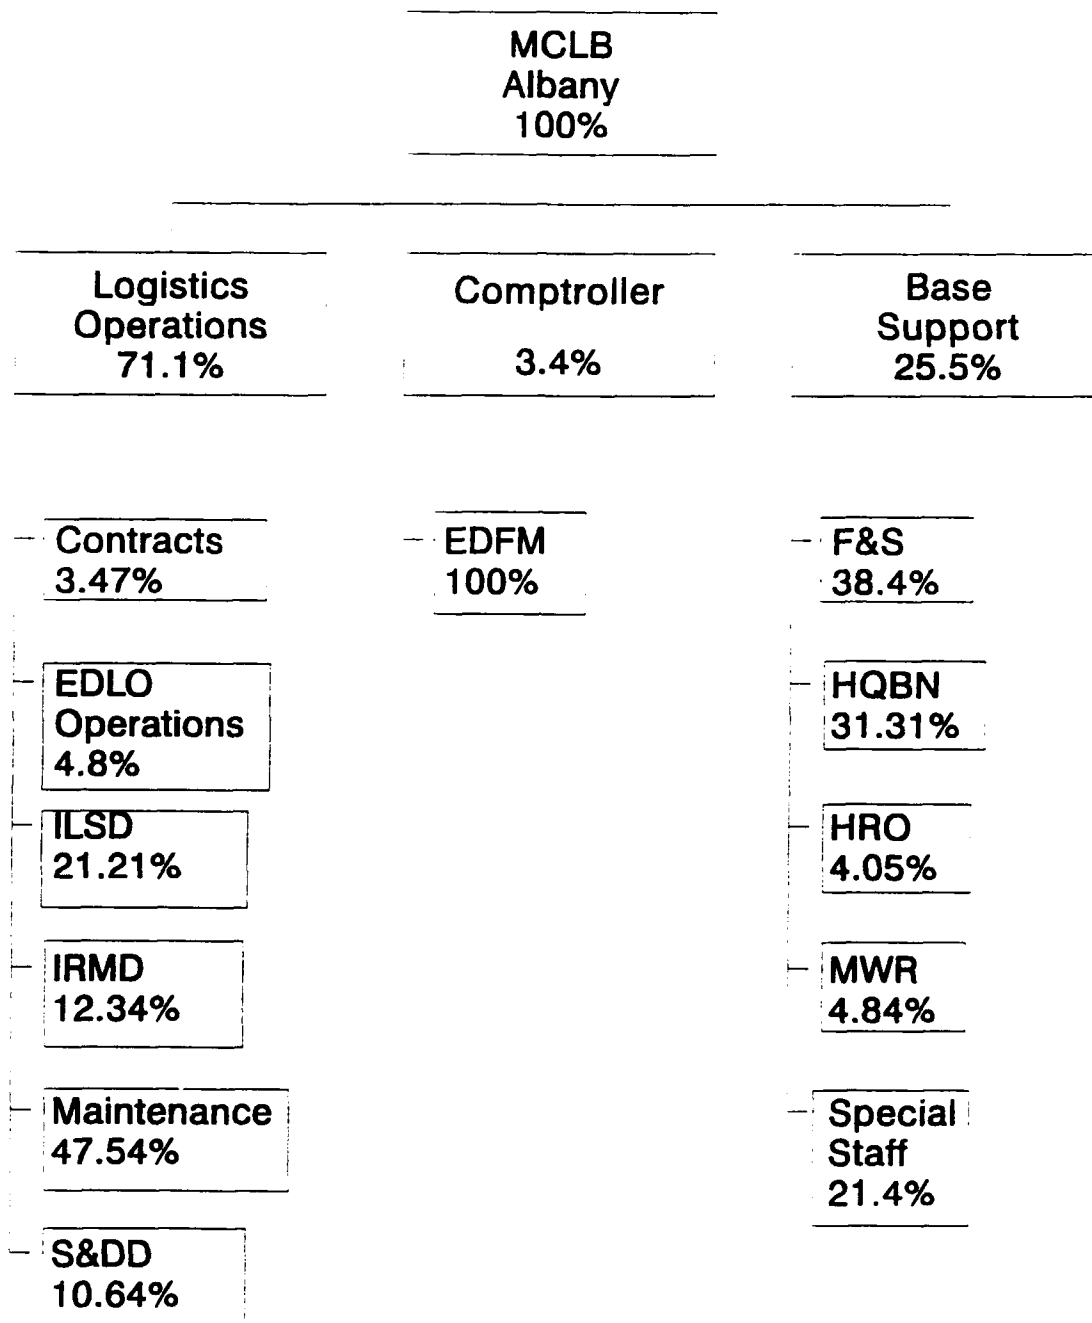 MCLB
Albany
100%
Logistics
Operations
71.1%
Comptroller
3.4%
Base
Support
25.5%
Contracts
3.47%
EDLO
Operations
4.8%
ILSD
21.21%
IRMD
12.34%
Maintenance
47.54%
S&DD
10.64%
EDFM
100%
F&S
38.4%
HQBN
31.31%
HRO
4.05%
MWR
4.84%
Special
Staff
21.4%